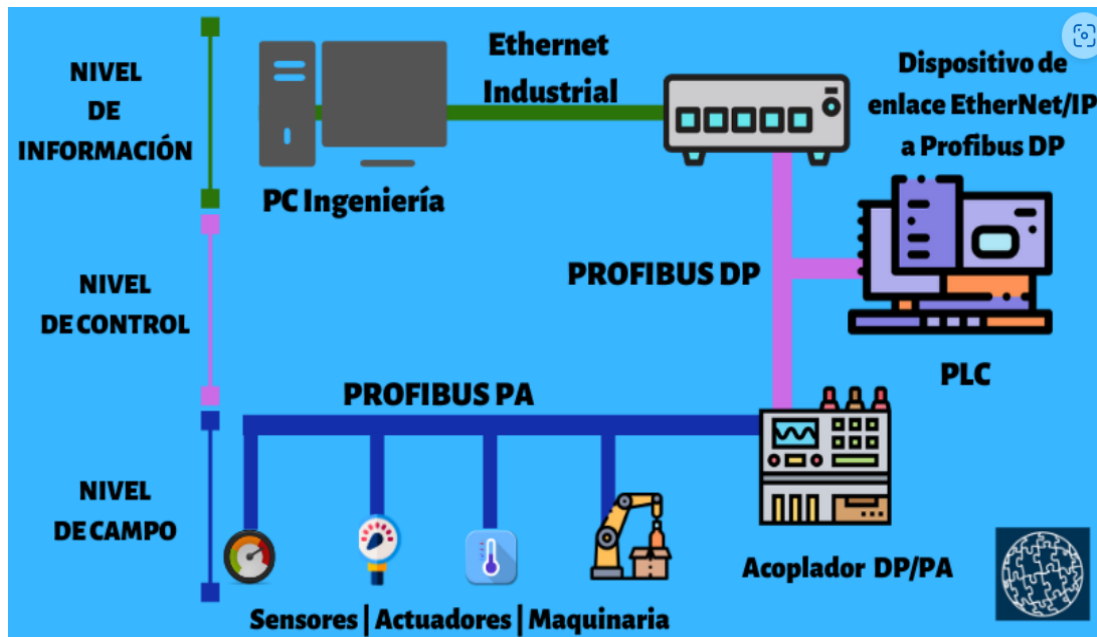 NIVEL
DE
INFORMACIÓN
Ethernet
Industrial
PC Ingeniería
Dispositivo de
enlace EtherNet/IP
a Profibus DP
NIVEL
DE CONTROL
PROFIBUS DP
PLC
PROFIBUS PA
NIVEL
DE CAMPO
Acoplador DP/PA
Sensores | Actuadores | Maquinaria